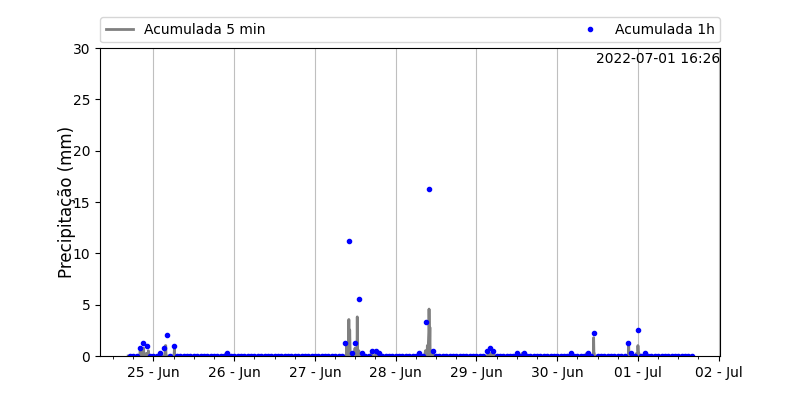 Acumulada 5 min Acumulada 1h
2022-07-01 16:26
Precipitação (mm)
30
25
20
15
10
5
0
25 - Jun 26 - Jun 27 - Jun 28 - Jun 29 - Jun 30 - Jun 01 - Jul 02 - Jul